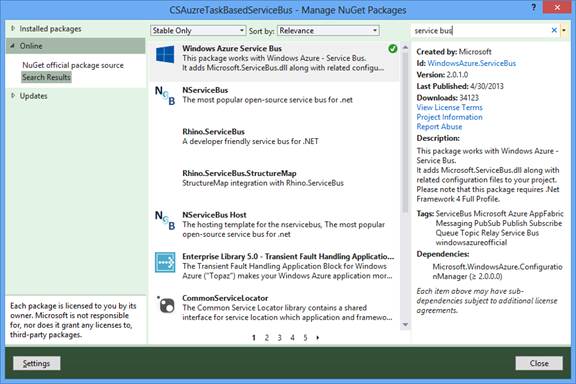 CSAuzreTaskBasedServiceBus - Manage NuGet Packages
Installed packages
Online
NuGet official package source
Search Results
Updates
Each package is licensed to you by its
owner. Microsoft is not responsible
for, nor does it grant any licenses to,
third-party packages.
Stable Only
Sort by:
Relevance
Windows Azure Service Bus
This package works with Windows Azure - Service Bus.
It adds Microsoft.ServiceBus.dll along with related configu...
NServiceBus
The most popular open-source service bus for .net
Rhino.ServiceBus
A developer friendly service bus for .NET
Rhino.ServiceBus.StructureMap
StructureMap integration with Rhino.ServiceBus
NServiceBus Host
The hosting template for the nservicebus, The most popular
open-source service bus for .net
Enterprise Library 5.0 - Transient Fault Handling Application...
The Transient Fault Handling Application Block for Windows
Azure ("Topaz") makes your Windows Azure application mor...
CommonServiceLocator
The Common Service Locator library contains a shared
interface for service location which application and framewo...
1 2 3 4 5
service bus
Created by: Microsoft
Id: WindowsAzure.ServiceBus
Version: 2.0.1.0
Last Published: 4/30/2013
Downloads: 34123
View License Terms
Project Information
Report Abuse
Description:
This package works with Windows Azure -
Service Bus.
It adds Microsoft.ServiceBus.dll along with
related configuration files to your project.
Please note that this package requires .Net
Framework 4 Full Profile.
Tags: ServiceBus Microsoft Azure AppFabric
Messaging PubSub Publish Subscribe
Queue Topic Relay Service Bus
windowsazureofficial
Dependencies:
Microsoft.WindowsAzure.Configuratio
nManager (≥ 2.0.0.0)
Each item above may have sub-
dependencies subject to additional license
agreements.
Settings
Close